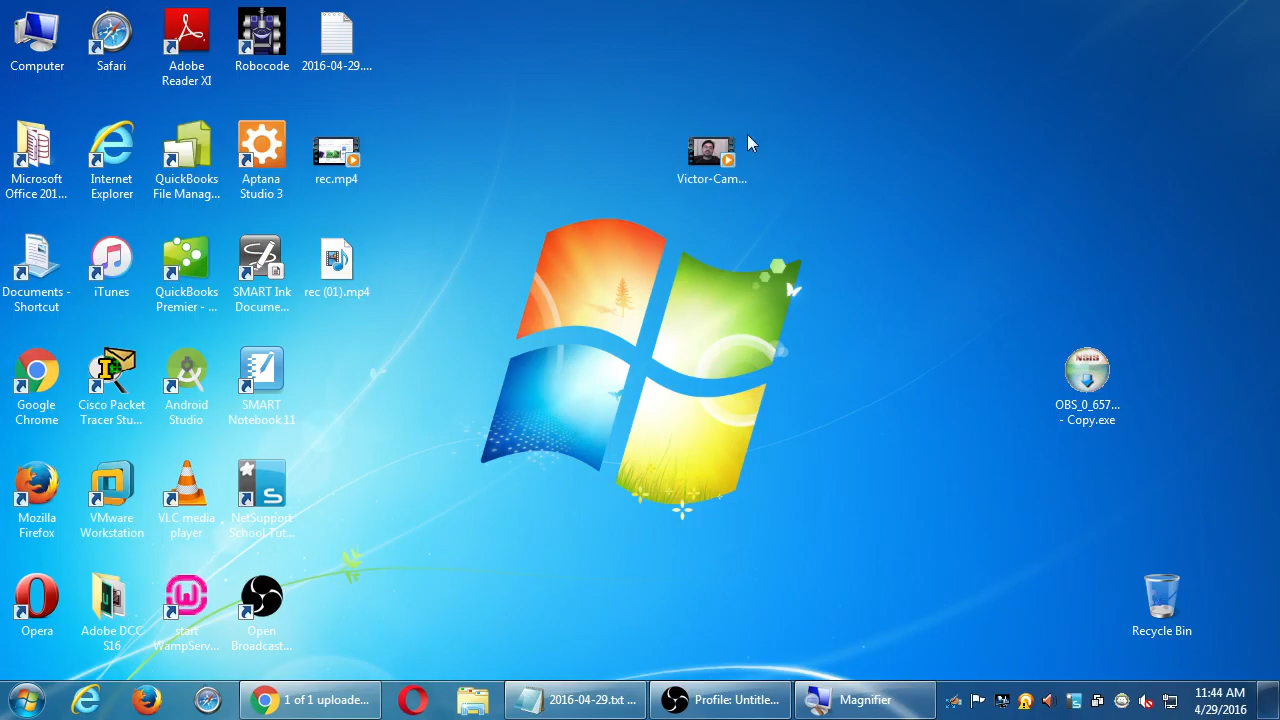 Computer
Safari
Adobe
Reader XI
Robocode
2016-04-29....
Microsoft
Office 201...
Internet
Explorer
QuickBooks
File Manag...
Aptana
Studio 3
rec.mp4
Victor-Cam...
Documents -
Shortcut
iTunes
QuickBooks
Premier - ...
SMART Ink
Docume...
rec (01).mp4
Google
Chrome
Cisco Packet
Tracer Stu...
Android
Studio
SMART
Notebook 11
NSIS
OBS_0_657...
- Copy.exe
Mozilla
Firefox
VMware
Workstation
VLC media
player
NetSupport
School Tut...
Opera
Adobe DCC
S16
start
WampServ...
Open
Broadcast...
Recycle Bin
1 of 1 uploade...
2016-04-29.txt ...
Profile: Untitle...
Magnifier
11:44 AM
4/29/2016